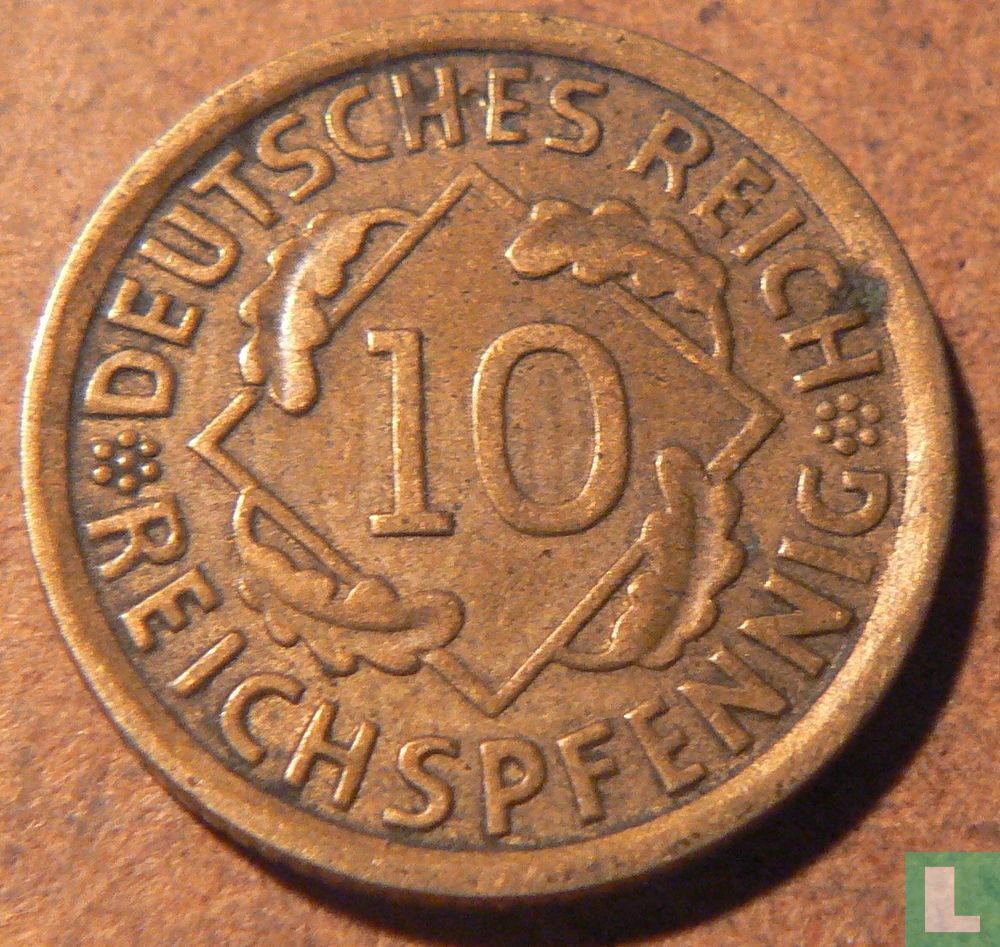 DEUTSCHES REICH
10
REICHSPFENNIG
L